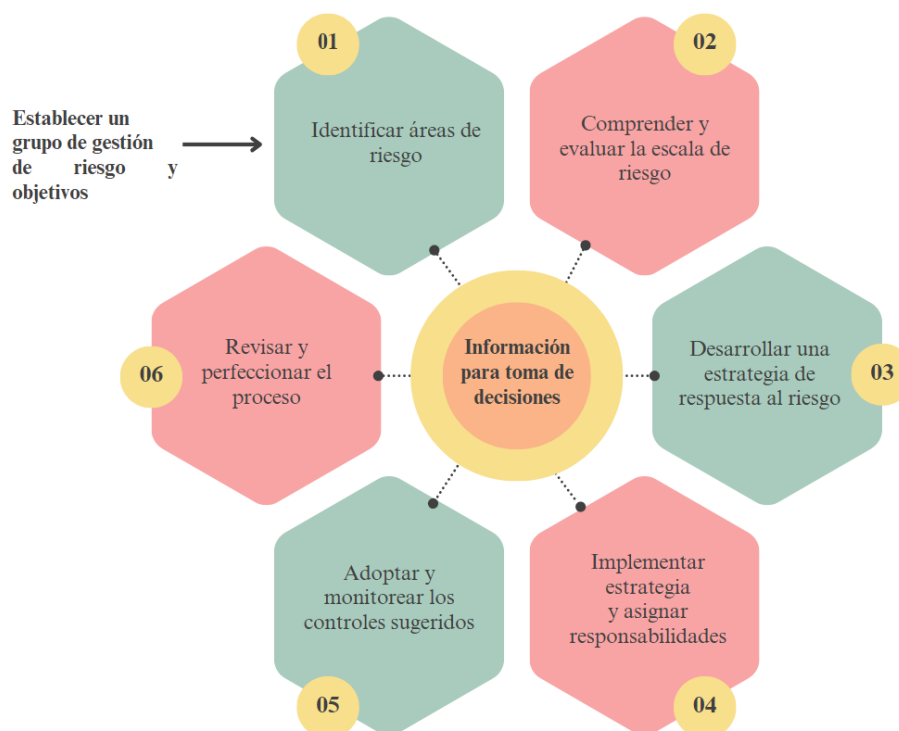 Establecer un
grupo de gestión
de riesgo y
objetivos
01
Identificar áreas de
riesgo
02
Comprender y
evaluar la escala de
riesgo
03
Desarrollar una
estrategia de
respuesta al riesgo
04
Implementar
estrategia
y asignar
responsabilidades
05
Adoptar y
monitorear los
controles sugeridos
06
Revisar y
perfeccionar el
proceso
Información
para toma de
decisiones